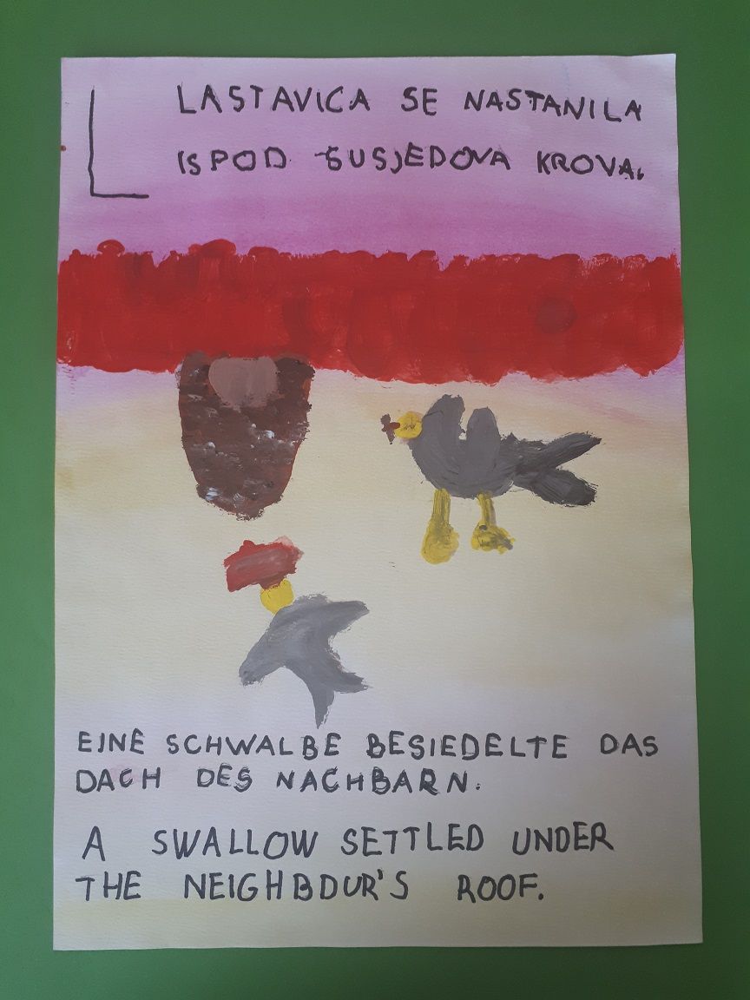 L
LASTAVICA SE NASTANILA
ISPOD SUSJEDOVA KROVA.
EINE SCHWALBE BESIEDELTE DAS
DACH DES NACHBARN.
A SWALLOW SETTLED UNDER
THE NEIGHBOUR'S ROOF.